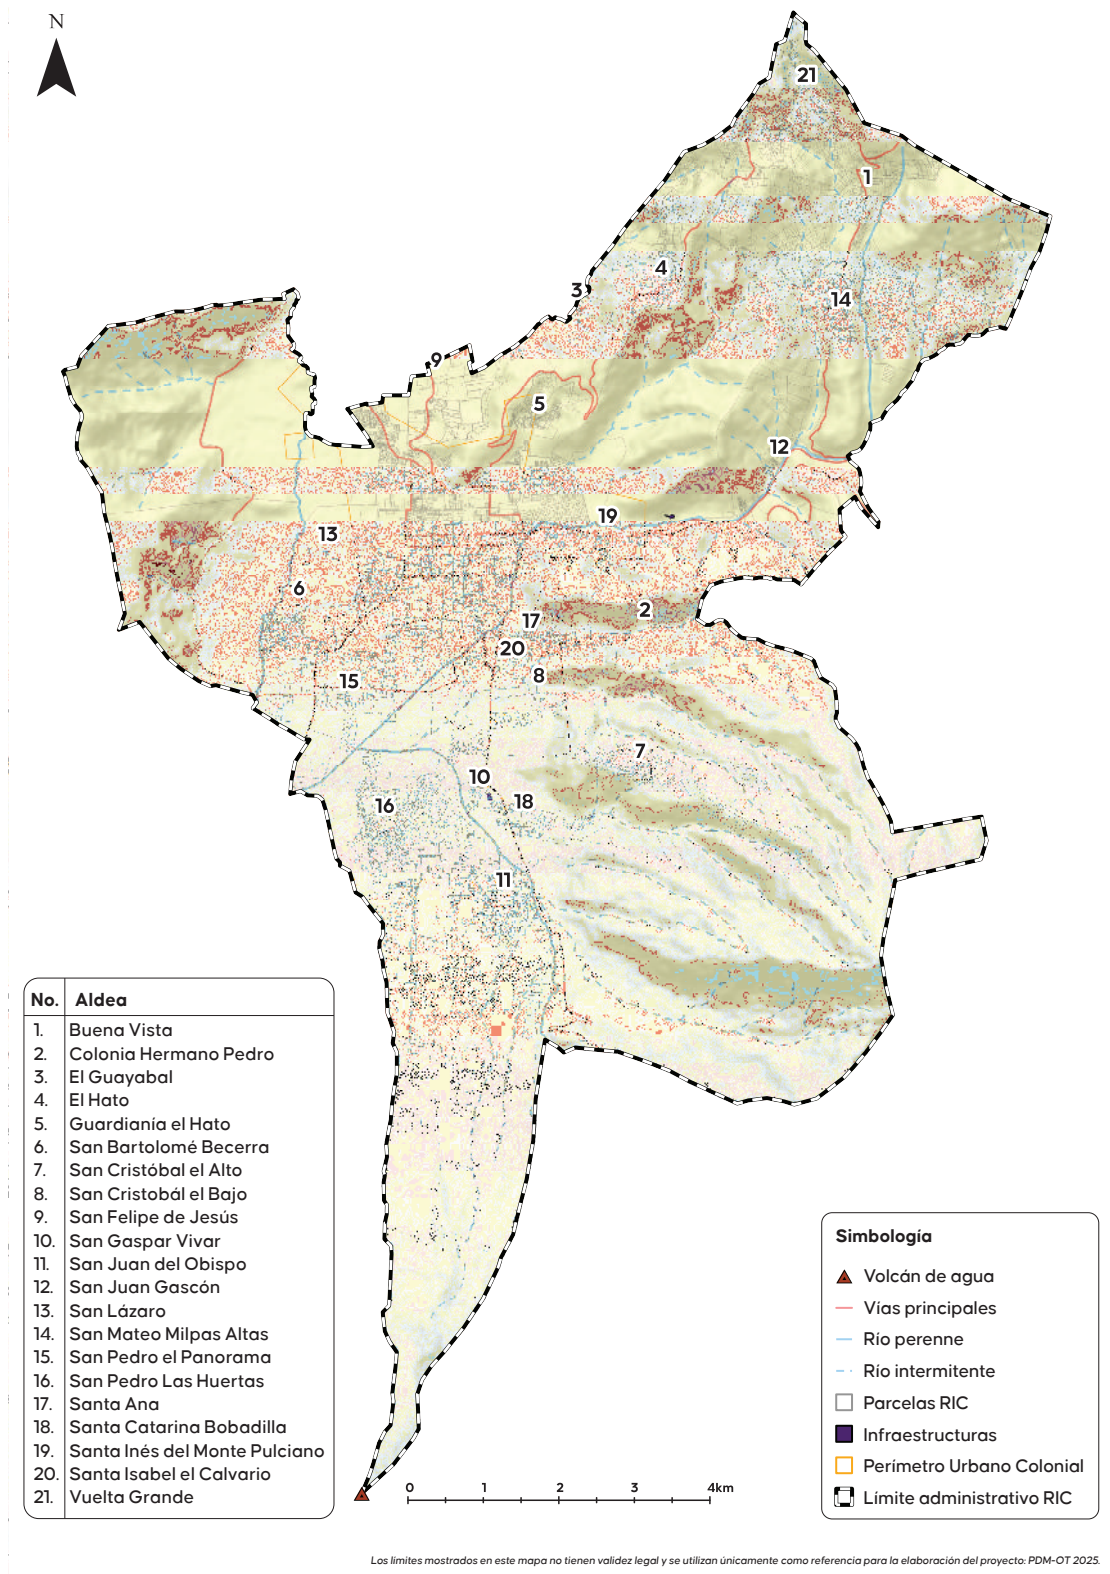 N
21
1
4
3
14
9
5
12
19
13
6
2
17
20
8
15
7
10
18
16
11
No. Aldea
1. Buena Vista
2. Colonia Hermano Pedro
3. El Guayabal
4. El Hato
5. Guardianía el Hato
6. San Bartolomé Becerra
7. San Cristóbal el Alto
8. San Cristobál el Bajo
9. San Felipe de Jesús
10. San Gaspar Vivar
11. San Juan del Obispo
12. San Juan Gascón
13. San Lázaro
14. San Mateo Milpas Altas
15. San Pedro el Panorama
16. San Pedro Las Huertas
17. Santa Ana
18. Santa Catarina Bobadilla
19. Santa Inés del Monte Pulciano
20. Santa Isabel el Calvario
21. Vuelta Grande
Simbología
Volcán de agua
Vías principales
Río perenne
Río intermitente
Parcelas RIC
Infraestructuras
Perímetro Urbano Colonial
Límite administrativo RIC
0 1 2 3 4km
Los límites mostrados en este mapa no tienen validez legal y se utilizan únicamente como referencia para la elaboración del proyecto: PDM-OT 2025.